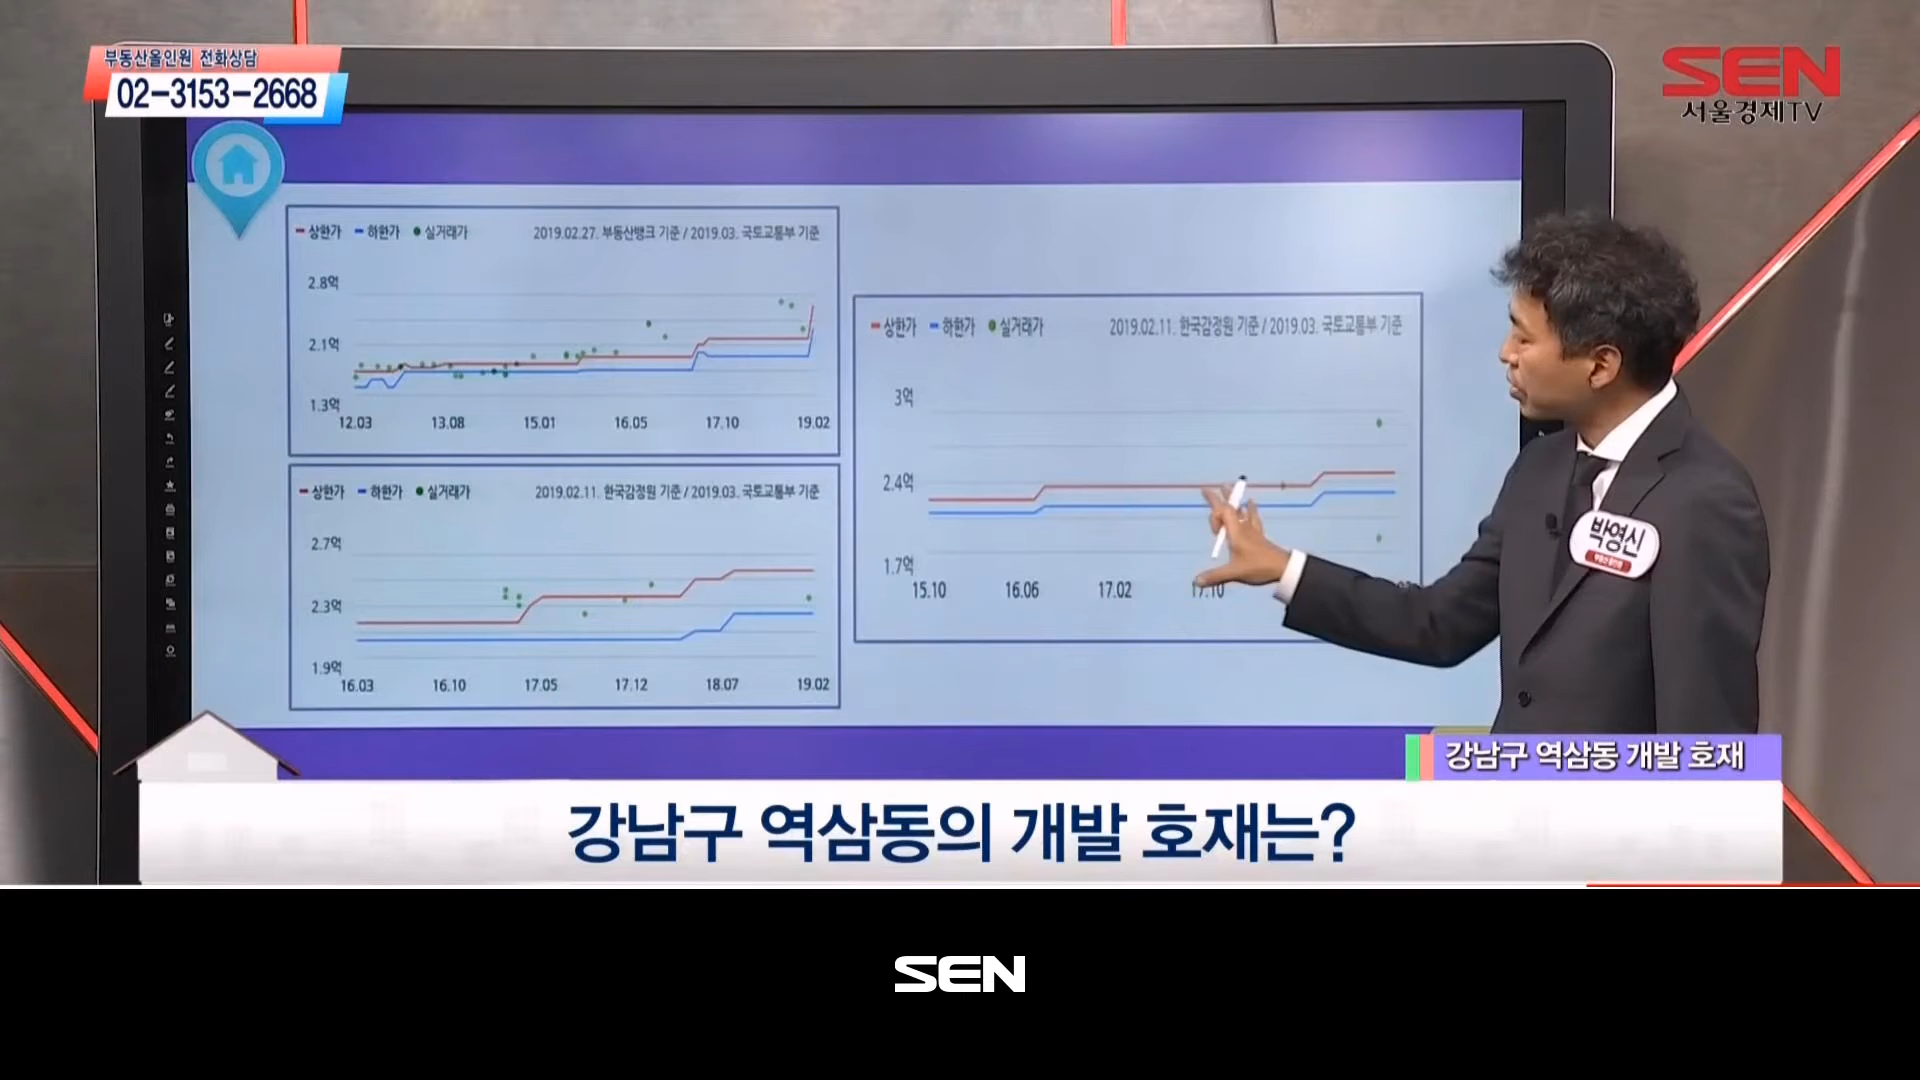 부동산올인원 전화상담
02-3153-2668
SEN
서울경제TV
상한가 하한가 실거래가 2019.02.27. 부동산뱅크 기준 / 2019.03. 국토교통부 기준
2.8억
2.1억
1.3억
12.03 13.08 15.01 16.05 17.10 19.02
상한가 하한가 실거래가 2019.02.11. 한국감정원 기준 / 2019.03. 국토교통부 기준
2.7억
2.3억
1.9억
16.03 16.10 17.05 17.12 18.07 19.02
상한가 하한가 실거래가 2019.02.11. 한국감정원 기준 / 2019.03. 국토교통부 기준
3억
2.4억
1.7억
15.10 16.06 17.02 17.10
박영신
강남구 역삼동 개발 호재
강남구 역삼동의 개발 호재는?
SEN